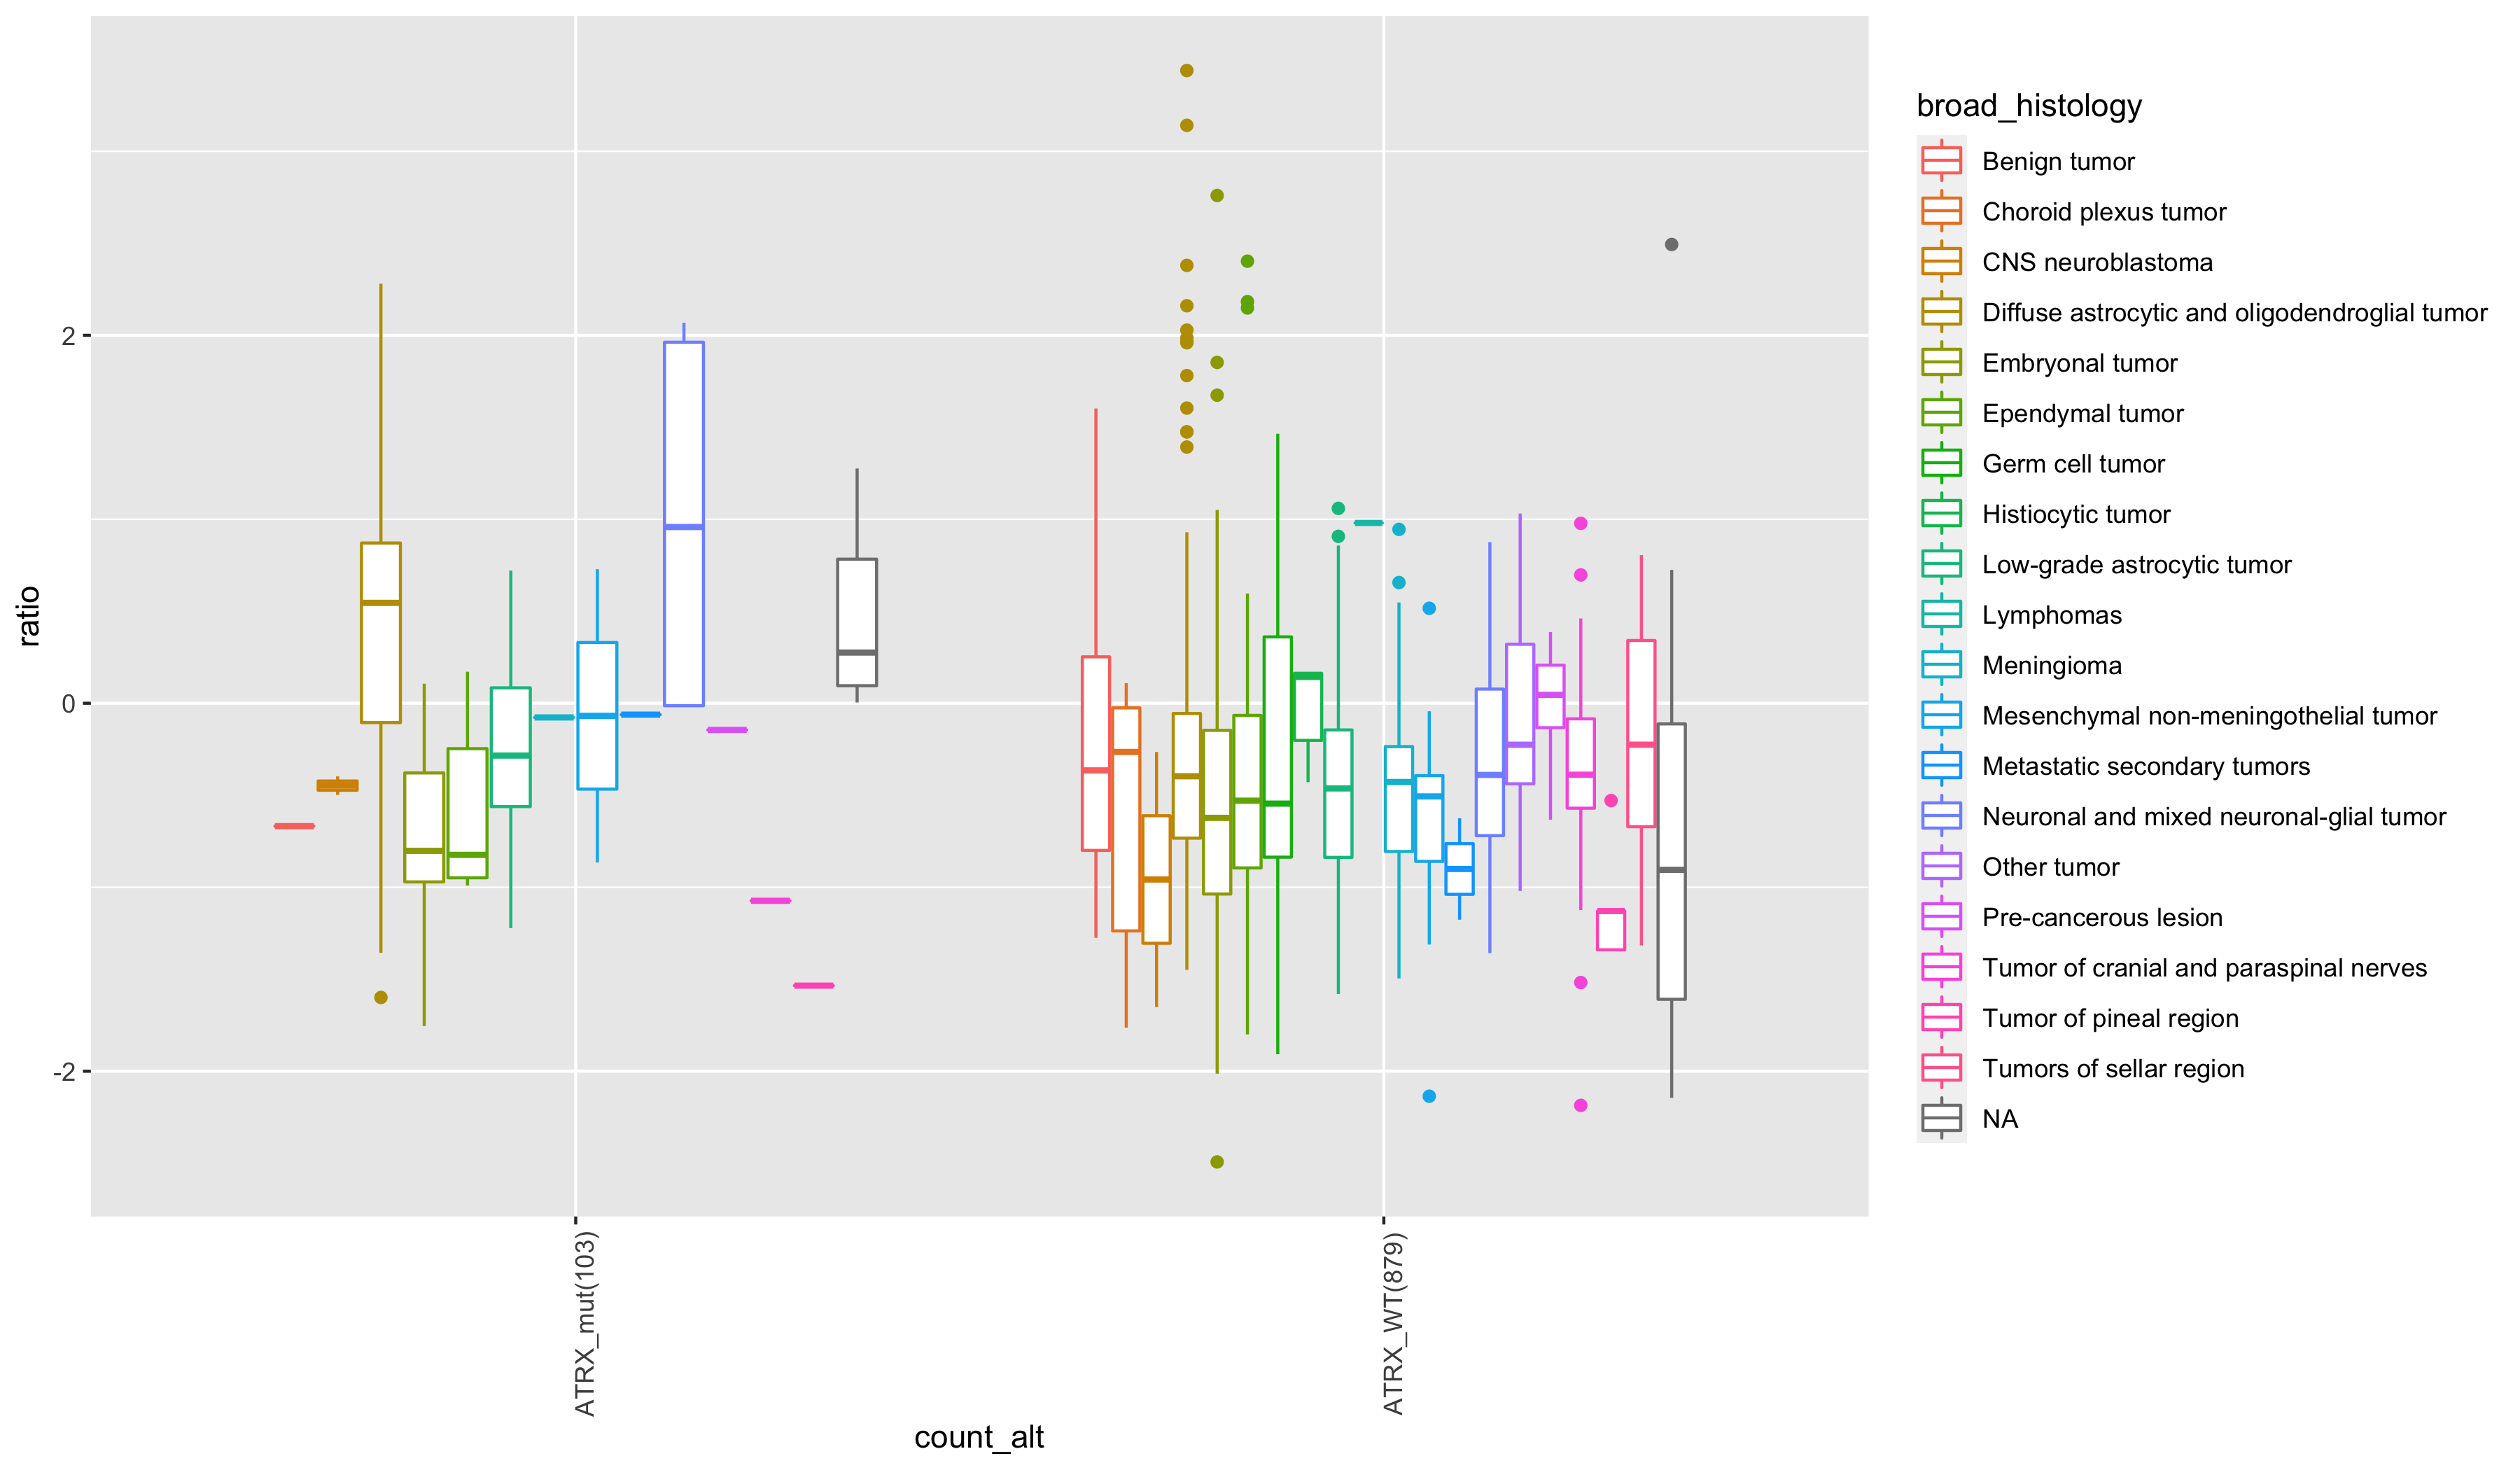 ratio
2
0
-2
ATRX_mut(103)
ATRX_WT(879)
count_alt
broad_histology
Benign tumor
Choroid plexus tumor
CNS neuroblastoma
Diffuse astrocytic and oligodendroglial tumor
Embryonal tumor
Ependymal tumor
Germ cell tumor
Histiocytic tumor
Low-grade astrocytic tumor
Lymphomas
Meningioma
Mesenchymal non-meningothelial tumor
Metastatic secondary tumors
Neuronal and mixed neuronal-glial tumor
Other tumor
Pre-cancerous lesion
Tumor of cranial and paraspinal nerves
Tumor of pineal region
Tumors of sellar region
NA